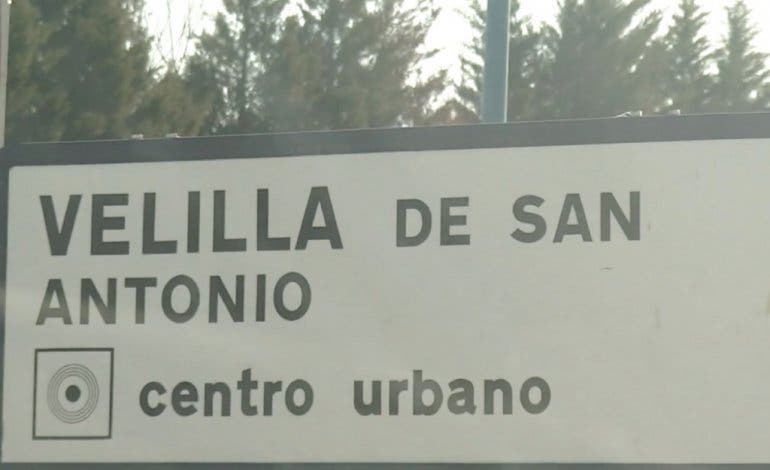 VELILLA DE SAN
ANTONIO
centro urbano